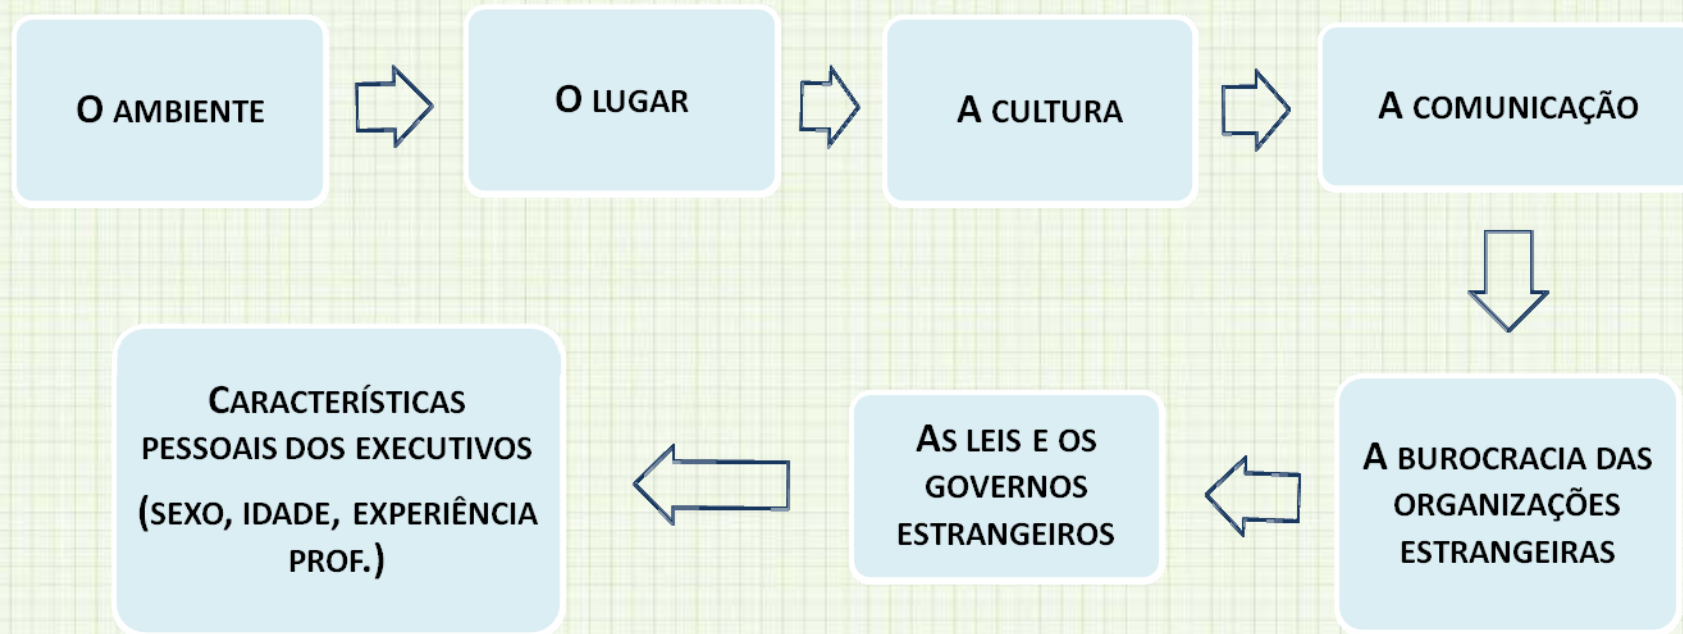 O AMBIENTE
O LUGAR
A CULTURA
A COMUNICAÇÃO
A BUROCRACIA DAS
ORGANIZAÇÕES
ESTRANGEIRAS
AS LEIS E OS
GOVERNOS
ESTRANGEIROS
CARACTERÍSTICAS
PESSOAIS DOS EXECUTIVOS
(SEXO, IDADE, EXPERIÊNCIA
PROF.)